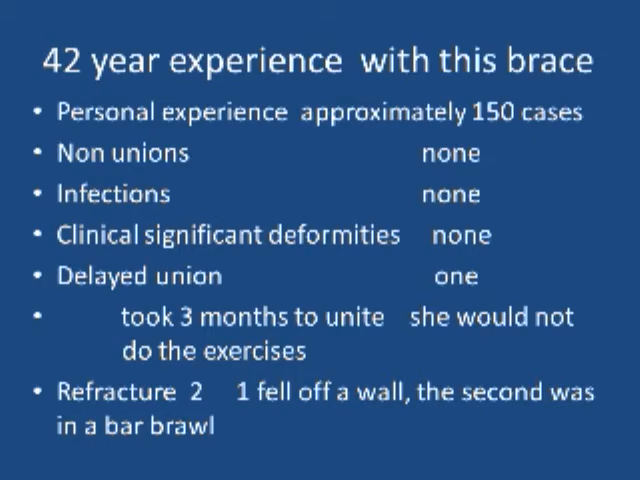 42 year experience with this brace
• Personal experience approximately 150 cases
• Non unions none
• Infections none
• Clinical significant deformities none
• Delayed union one
• took 3 months to unite she would not
do the exercises
• Refracture 2 1 fell off a wall, the second was
in a bar brawl